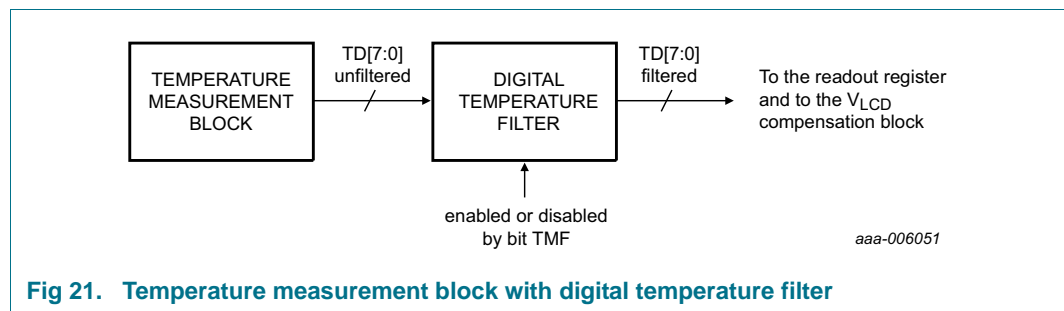 TEMPERATURE
MEASUREMENT
BLOCK
TD[7:0]
unfiltered
DIGITAL
TEMPERATURE
FILTER
TD[7:0]
filtered
To the readout register
and to the VLCD
compensation block
enabled or disabled
by bit TMF
aaa-006051
Fig 21. Temperature measurement block with digital temperature filter